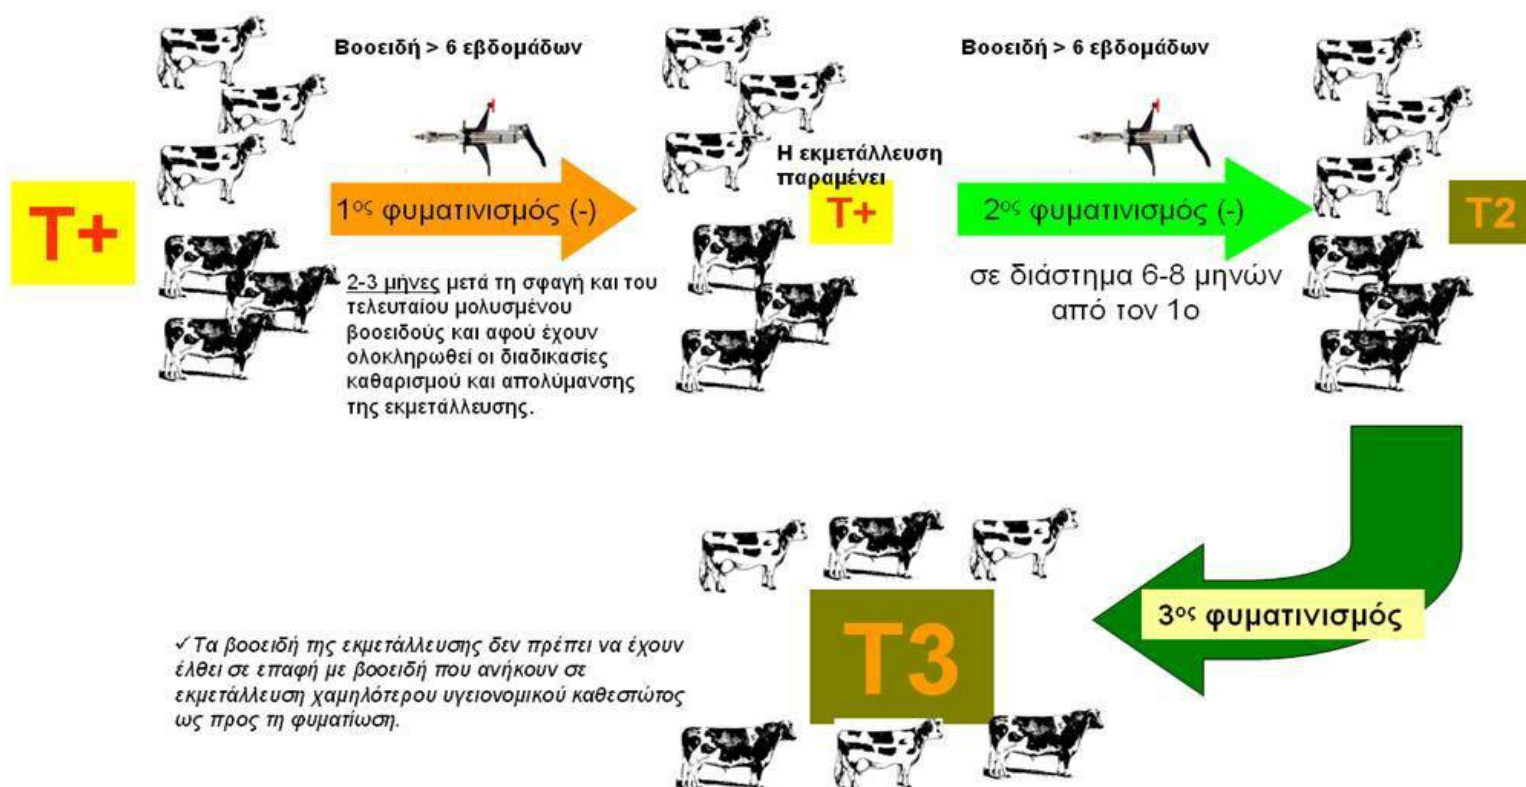 Βοοειδή > 6 εβδομάδων
Βοοειδή > 6 εβδομάδων
T+
1ος φυματινισμός (-)
Η εκμετάλλευση
παραμένει
T+
2ος φυματινισμός (-)
T2
2-3 μήνες μετά τη σφαγή και του
τελευταίου μολυσμένου
βοοειδούς και αφού έχουν
ολοκληρωθεί οι διαδικασίες
καθαρισμού και απολύμανσης
της εκμετάλλευσης.
σε διάστημα 6-8 μηνών
από τον 1ο
3ος φυματινισμός
T3
✓Τα βοοειδή της εκμετάλλευσης δεν πρέπει να έχουν
έλθει σε επαφή με βοοειδή που ανήκουν σε
εκμετάλλευση χαμηλότερου υγειονομικού καθεστώτος
ως προς τη φυματίωση.